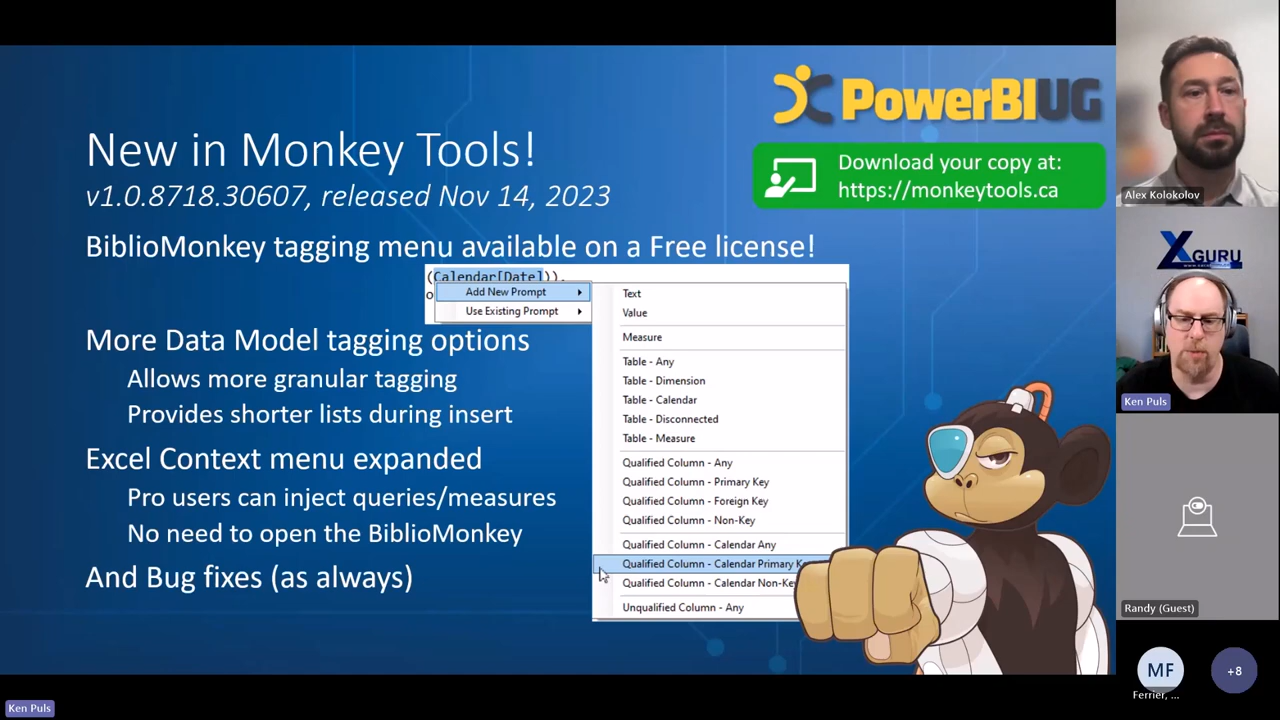 PowerBIUG
New in Monkey Tools!
v1.0.8718.30607, released Nov 14, 2023
Download your copy at:
https://monkeytools.ca
BiblioMonkey tagging menu available on a Free license!
(Calendar[Date])).
Add New Prompt
Use Existing Prompt
Text
Value
Measure
Table - Any
Table - Dimension
Table - Calendar
Table - Disconnected
Table - Measure
Qualified Column - Any
Qualified Column - Primary Key
Qualified Column - Foreign Key
Qualified Column - Non-Key
Qualified Column - Calendar Any
Qualified Column - Calendar Primary
Qualified Column - Calendar Non-Key
Unqualified Column - Any
More Data Model tagging options
Allows more granular tagging
Provides shorter lists during insert
Excel Context menu expanded
Pro users can inject queries/measures
No need to open the BiblioMonkey
And Bug fixes (as always)
Alex Kolokolov
XLGURU
Ken Puls
Randy (Guest)
MF
Ferrier, ...
+8
Ken Puls